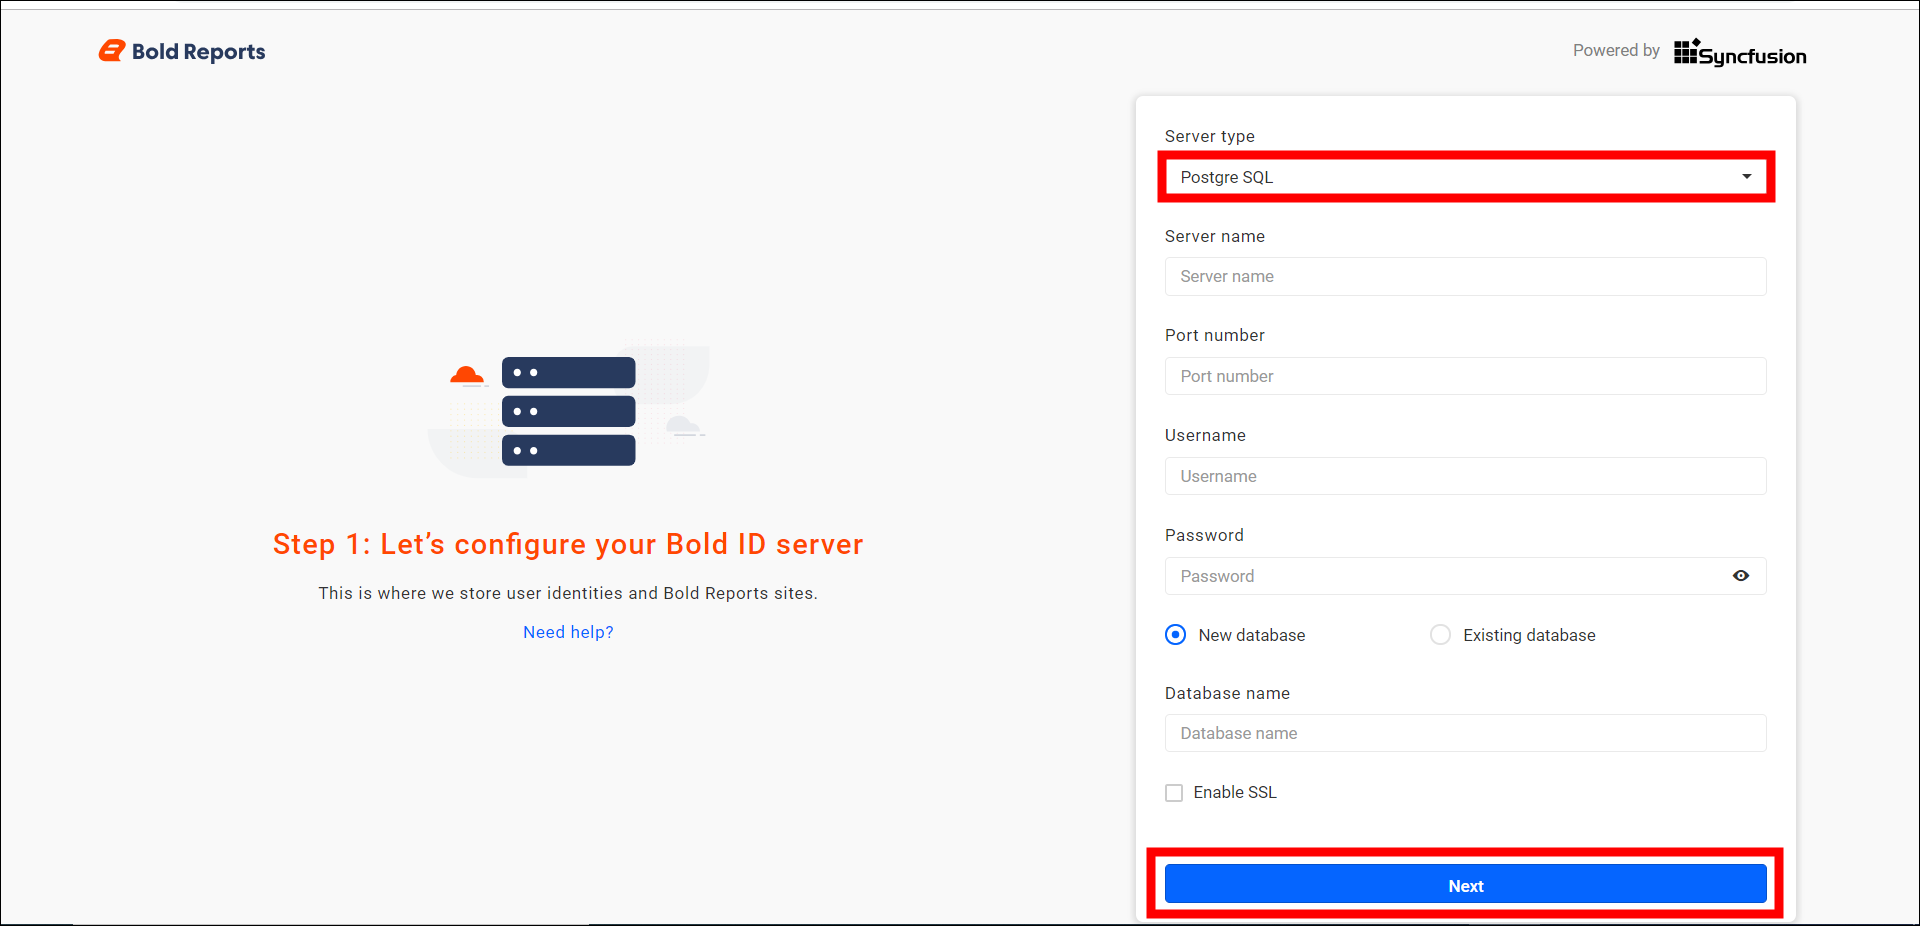 Bold Reports
Powered by Syncfusion
Server type
Postgre SQL
Server name
Server name
Port number
Port number
Username
Username
Password
Password
New database
Existing database
Database name
Database name
Enable SSL
Next
Step 1: Let’s configure your Bold ID server
This is where we store user identities and Bold Reports sites.
Need help?